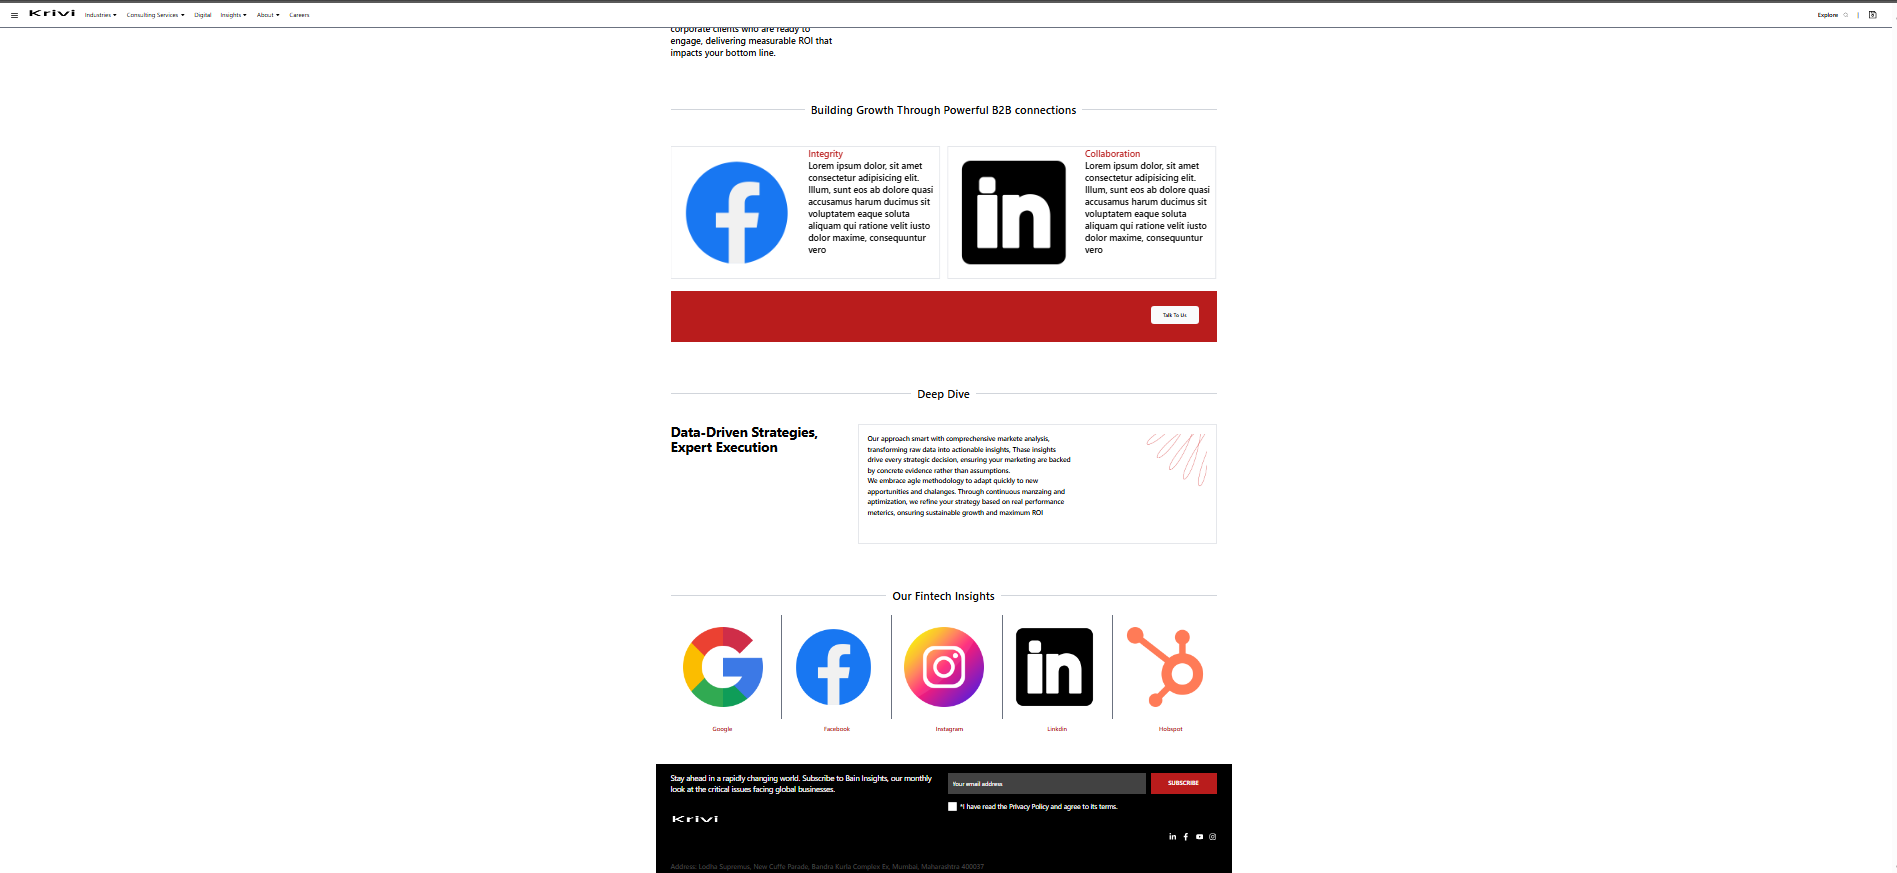 Krivi Industries Consulting Services Digital Insights About Careers Explore
corporate clients who are ready to
engage, delivering measurable ROI that
impacts your bottom line.
Building Growth Through Powerful B2B connections
Integrity
Lorem ipsum dolor, sit amet
consectetur adipisicing elit.
Illum, sunt eos ab dolore quasi
accusamus harum ducimus sit
voluptatem eaque soluta
aliquam qui ratione velit iusto
dolor maxime, consequuntur
vero
in
Collaboration
Lorem ipsum dolor, sit amet
consectetur adipisicing elit.
Illum, sunt eos ab dolore quasi
accusamus harum ducimus sit
voluptatem eaque soluta
aliquam qui ratione velit iusto
dolor maxime, consequuntur
vero
Talk To Us
Deep Dive
Data-Driven Strategies,
Expert Execution
Our approach smart with comprehensive markete analysis,
transforming raw data into actionable insights, Thase insights
drive every strategic decision, ensuring your marketing are backed
by concrete evidence rather than assumptions.
We embrace agle methodology to adapt quickly to new
apportunities and chalanges. Through continuous manzaing and
aptimization, we refine your strategy based on real performance
meterics, onsuring sustainable growth and maximum ROI
Our Fintech Insights
in
Google
Facebook
Instagram
Linkdin
Hobspot
Stay ahead in a rapidly changing world. Subscribe to Bain Insights, our monthly
look at the critical issues facing global businesses.
Your email address
SUBSCRIBE
*I have read the Privacy Policy and agree to its terms.
Krivi
Address: Lodha Supremus, New Cuffe Parade, Bandra Kurla Complex Ex, Mumbai, Maharashtra 400037